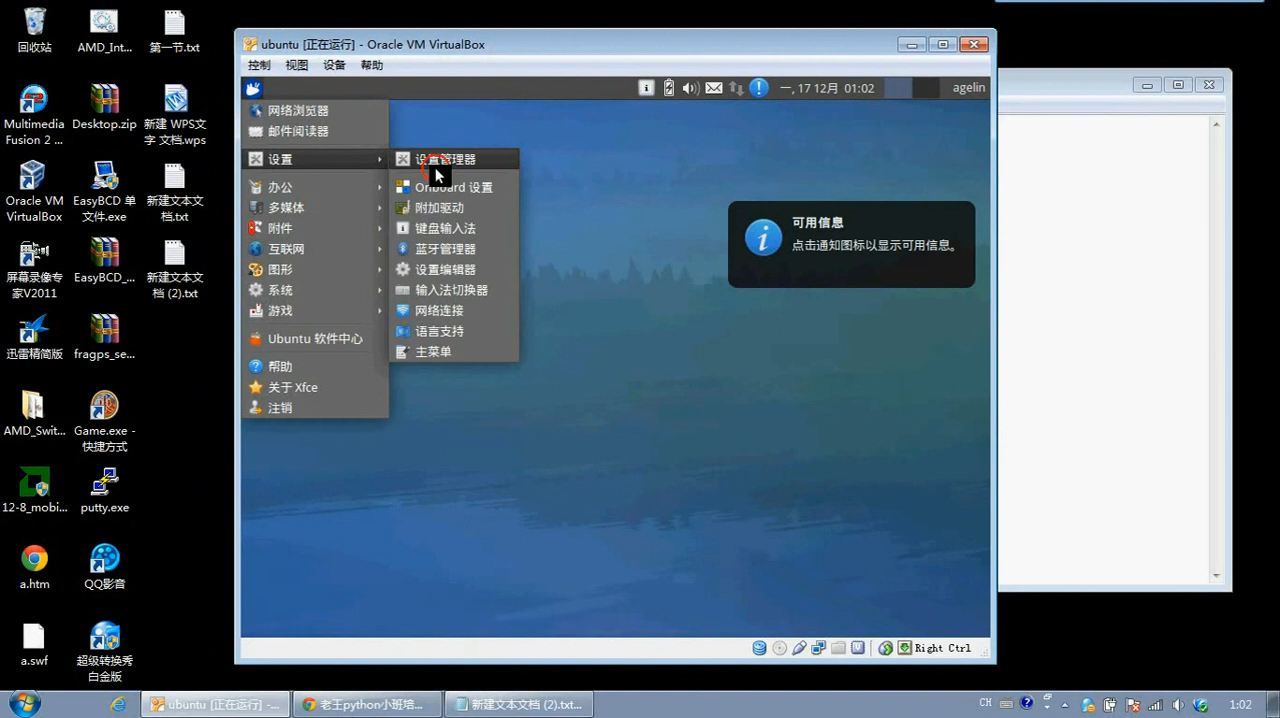 回收站
AMD_Int...
第一节.txt
Multimedia
Fusion 2 ...
Desktop.zip
新建 WPS文
字 文档.wps
Oracle VM
VirtualBox
EasyBCD 单
文件.exe
新建文本文
档.txt
屏幕录像专
家V2011
EasyBCD_...
新建文本文
档 (2).txt
迅雷精简版
fragps_se...
AMD_Swit...
Game.exe -
快捷方式
12-8_mobi...
putty.exe
a.htm
QQ影音
a.swf
超级转换秀
白金版
ubuntu [正在运行] - Oracle VM VirtualBox
控制 视图 设备 帮助
一, 17 12月 01:02
agelin
网络浏览器
邮件阅读器
设置
办公
多媒体
附件
互联网
图形
系统
游戏
Ubuntu 软件中心
帮助
关于 Xfce
注销
设置管理器
Onboard 设置
附加驱动
键盘输入法
蓝牙管理器
设置编辑器
输入法切换器
网络连接
语言支持
主菜单
可用信息
点击通知图标以显示可用信息。
Right Ctrl
ubuntu [正在运行] -...
老王python小班培...
新建文本文档 (2).txt...
CH
1:02